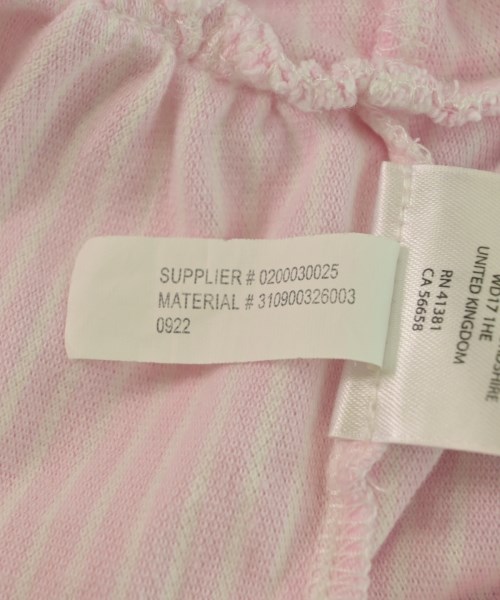 SUPPLIER # 0200030025
MATERIAL # 310900326003
0922
WD17 1HE
UNITED KINGDOM
RN 41381
CA 56658